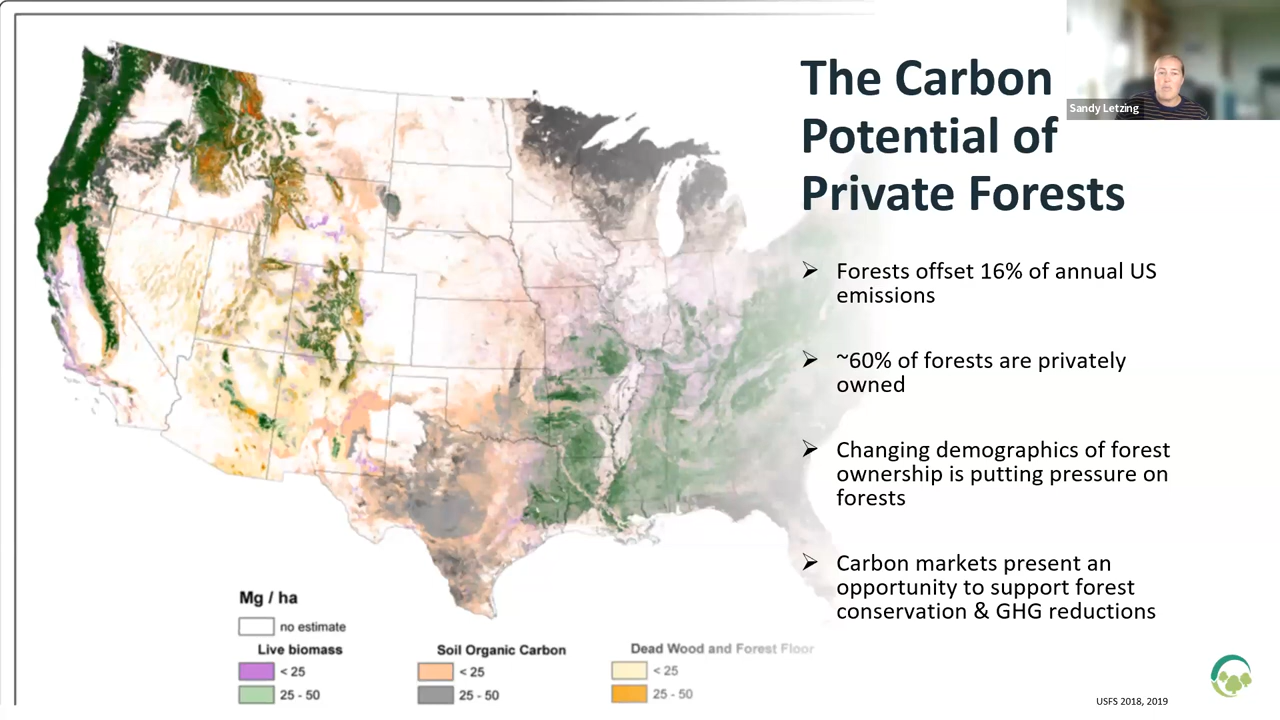 The Carbon
Potential of
Private Forests
Sandy Letzing
➢ Forests offset 16% of annual US
emissions
➢ ~60% of forests are privately
owned
➢ Changing demographics of forest
ownership is putting pressure on
forests
➢ Carbon markets present an
opportunity to support forest
conservation & GHG reductions
Mg / ha
no estimate
Live biomass
< 25
25 - 50
Soil Organic Carbon
< 25
25 - 50
Dead Wood and Forest Floor
< 25
25 - 50
USFS 2018, 2019